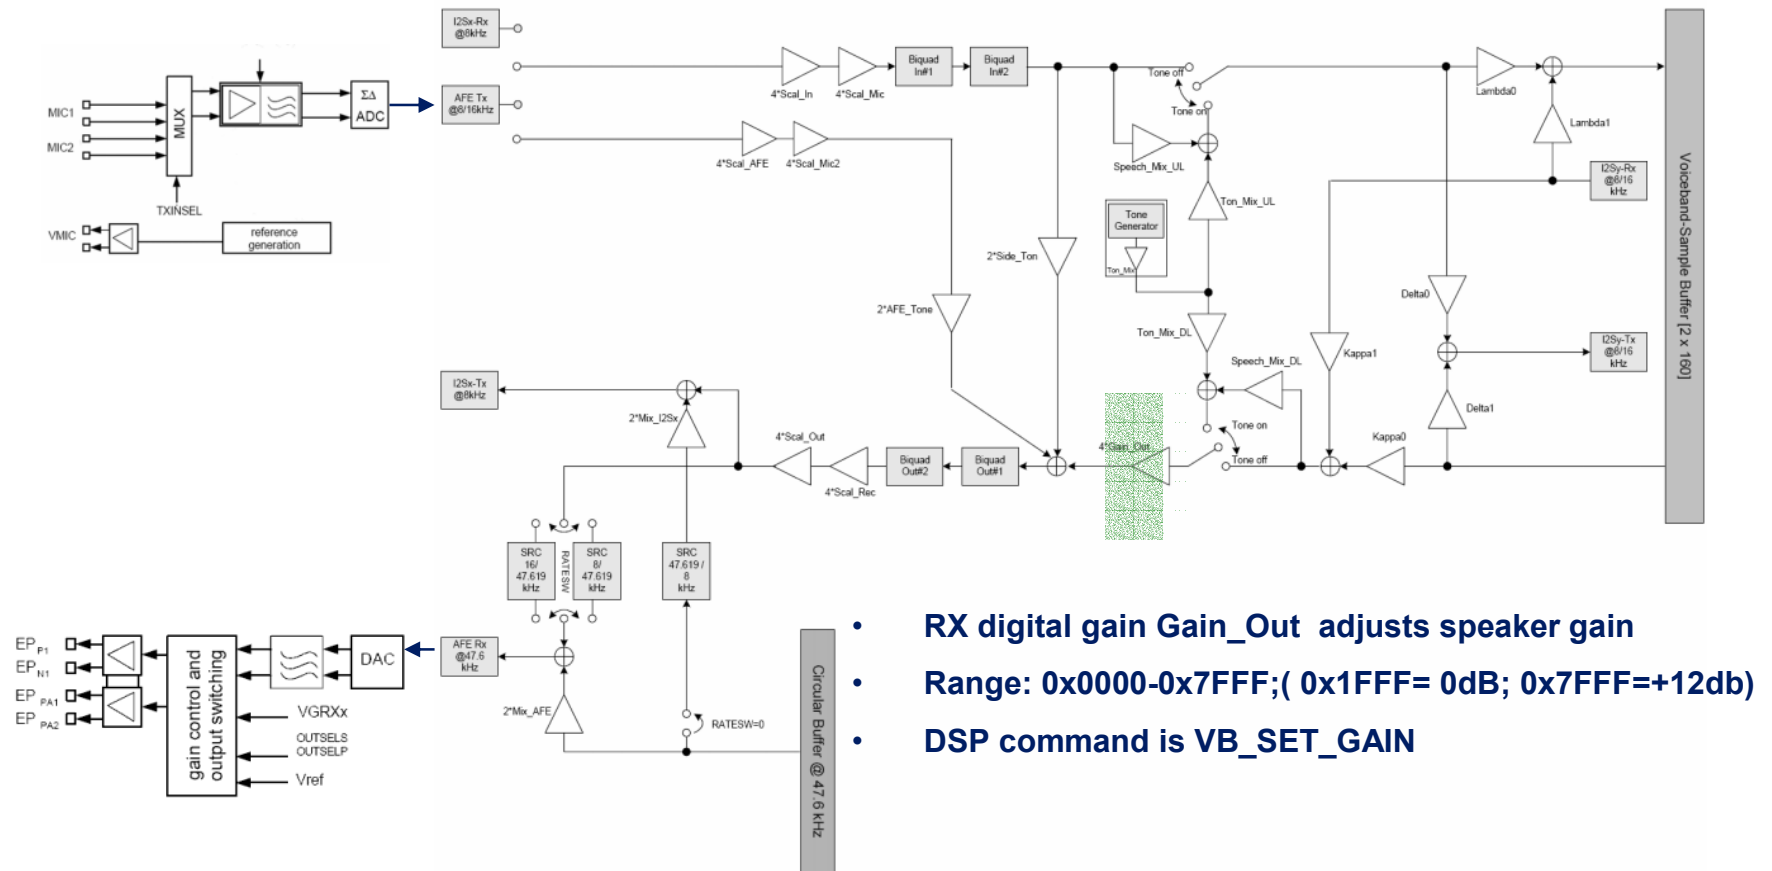 I2Sx-Rx
@8kHz
MIC1
MIC2
MUX
ΣΔ
ADC
AFE Tx
@8/16kHz
TXINSEL
VMIC
reference
generation
4*Scal_In
4*Scal_Mic
Biquad
In#1
Biquad
In#2
4*Scal_AFE
4*Scal_Mic2
Tone off
Tone on
Speech_Mix_UL
Ton_Mix_UL
Tone
Generator
Ton_Mix
Lambda0
Lambda1
I2Sy-Rx
@8/16
kHz
Voiceband-Sample Buffer [2 x 160]
2*Side_Ton
2*AFE_Tone
Ton_Mix_DL
Speech_Mix_DL
Kappa1
Delta0
I2Sy-Tx
@8/16
kHz
Delta1
Kappa0
I2Sx-Tx
@8kHz
2*Mix_I2Sx
4*Scal_Out
4*Scal_Rec
Biquad
Out#2
Biquad
Out#1
4*Gain_Out
Tone on
Tone off
SRC
16/
47.619
kHz
RATESW
SRC
8/
47.619
kHz
SRC
47.619 /
8
kHz
EP P1
EP N1
EP PA1
EP PA2
gain control and
output switching
DAC
AFE Rx
@47.6
kHz
VGRXx
OUTSELS
OUTSELP
Vref
2*Mix_AFE
RATESW=0
Circular Buffer @ 47.6 kHz
• RX digital gain Gain_Out adjusts speaker gain
• Range: 0x0000-0x7FFF;( 0x1FFF= 0dB; 0x7FFF=+12db)
• DSP command is VB_SET_GAIN